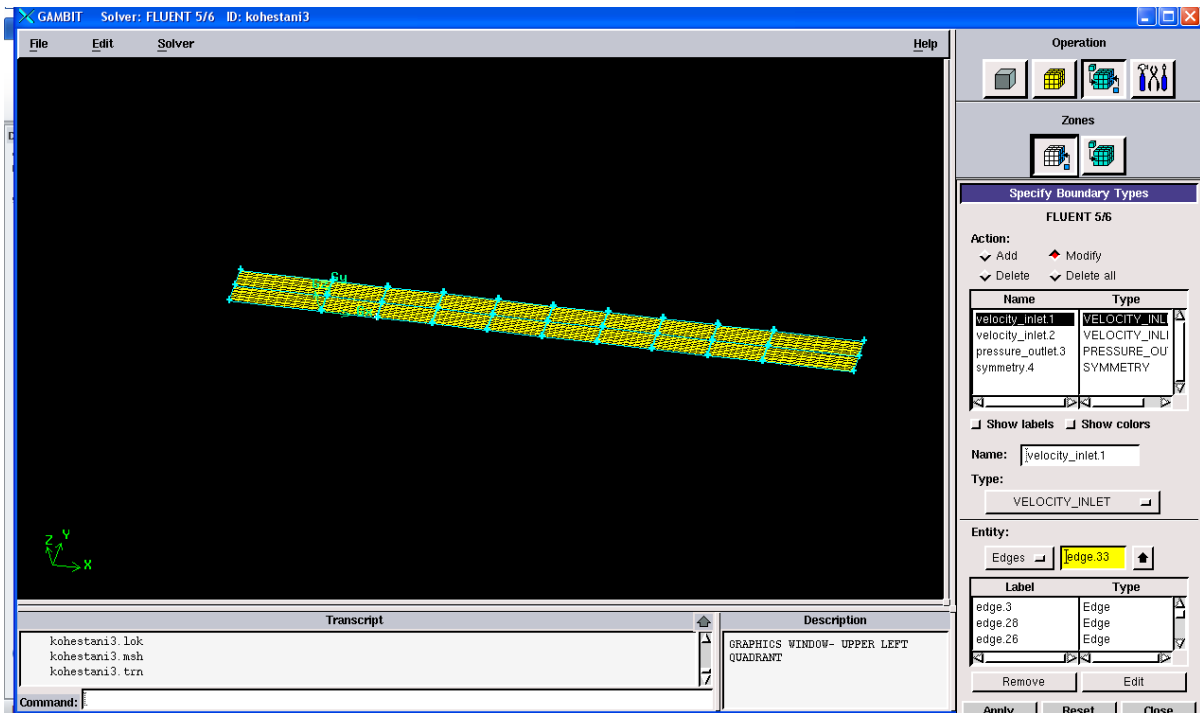 GAMBIT Solver: FLUENT 5/6 ID: kohestani3
File Edit Solver Help
Gy
Z Y
X
Transcript
kohestani3.lok
kohestani3.msh
kohestani3.trn
Command:
Description
GRAPHICS WINDOW- UPPER LEFT
QUADRANT
Operation
Zones
Specify Boundary Types
FLUENT 5/6
Action:
Add Modify
Delete Delete all
Name Type
velocity_inlet.1 VELOCITY_INL
velocity_inlet.2 VELOCITY_INLI
pressure_outlet.3 PRESSURE_OU
symmetry.4 SYMMETRY
Show labels Show colors
Name: velocity_inlet.1
Type:
VELOCITY_INLET
Entity:
Edges edge.33
Label Type
edge.3 Edge
edge.28 Edge
edge.26 Edge
Remove Edit
Apply Reset Close